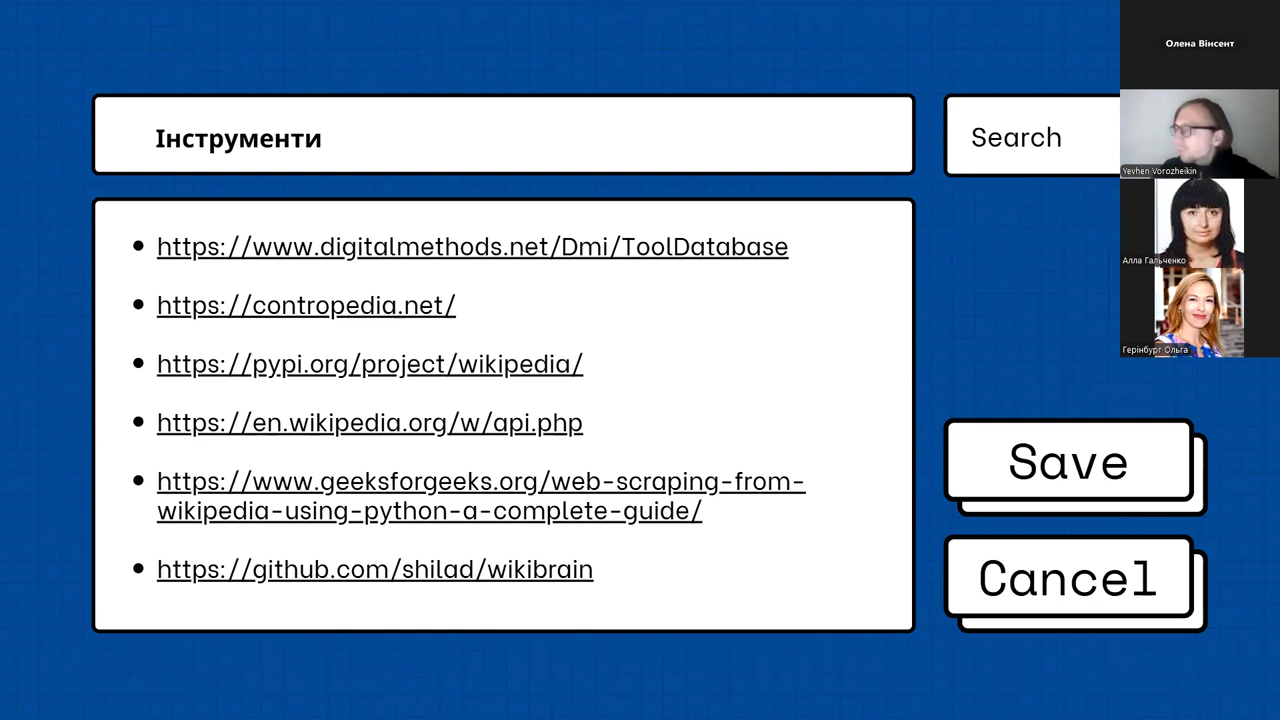 Інструменти
Search
https://www.digitalmethods.net/Dmi/ToolDatabase
https://contropedia.net/
https://pypi.org/project/wikipedia/
https://en.wikipedia.org/w/api.php
https://www.geeksforgeeks.org/web-scraping-from-
wikipedia-using-python-a-complete-guide/
https://github.com/shilad/wikibrain
Save
Cancel
Олена Вінсент
Yevhen Vorozheikin
Алла Гальченко
Герінбург Ольга